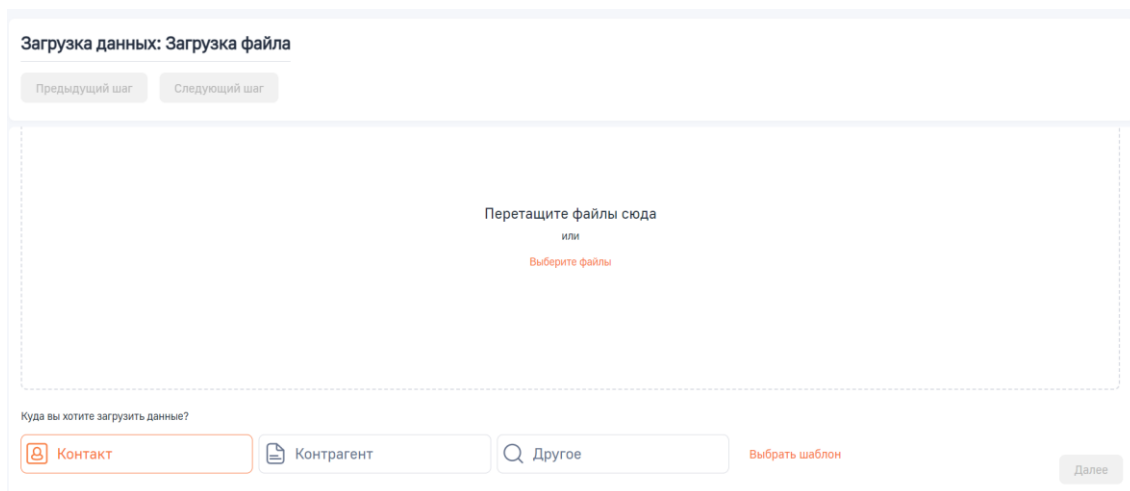 Загрузка данных: Загрузка файла
Предыдущий шаг Следующий шаг
Перетащите файлы сюда
или
Выберите файлы
Куда вы хотите загрузить данные?
Контакт Контрагент Другое Выбрать шаблон
Далее